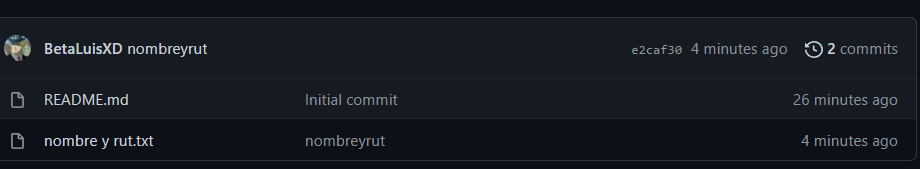 BetaLuisXD nombreyrut e2caf30 4 minutes ago 2 commits
README.md Initial commit 26 minutes ago
nombre y rut.txt nombreyrut 4 minutes ago